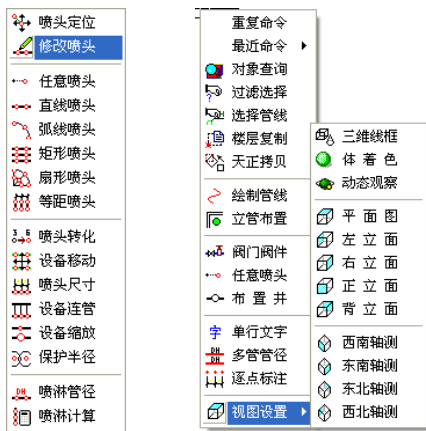 喷头定位
修改喷头
任意喷头
直线喷头
弧线喷头
矩形喷头
扇形喷头
等距喷头
喷头转化
设备移动
喷头尺寸
设备连管
设备缩放
保护半径
喷淋管径
喷淋计算
重复命令
最近命令
对象查询
过滤选择
选择管线
楼层复制
天正拷贝
绘制管线
立管布置
阀门阀件
任意喷头
布置井
单行文字
多管管径
逐点标注
视图设置
三维线框
体着色
动态观察
平面图
左立面
右立面
正立面
背立面
西南轴测
东南轴测
东北轴测
西北轴测